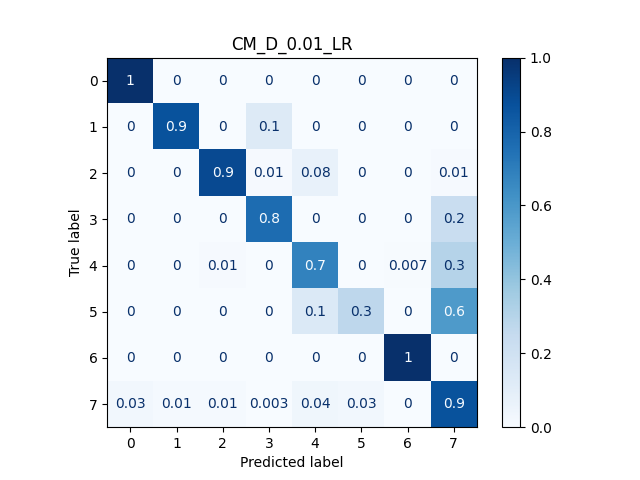 CM_D_0.01_LR
0 1 0 0 0 0 0 0 0
1 0 0.9 0 0.1 0 0 0 0
2 0 0 0.9 0.01 0.08 0 0 0.01
3 0 0 0 0.8 0 0 0 0.2
4 0 0 0.01 0 0.7 0 0.007 0.3
5 0 0 0 0 0.1 0.3 0 0.6
6 0 0 0 0 0 0 1 0
7 0.03 0.01 0.01 0.003 0.04 0.03 0 0.9
0 1 2 3 4 5 6 7
Predicted label
True label
1.0
0.8
0.6
0.4
0.2
0.0